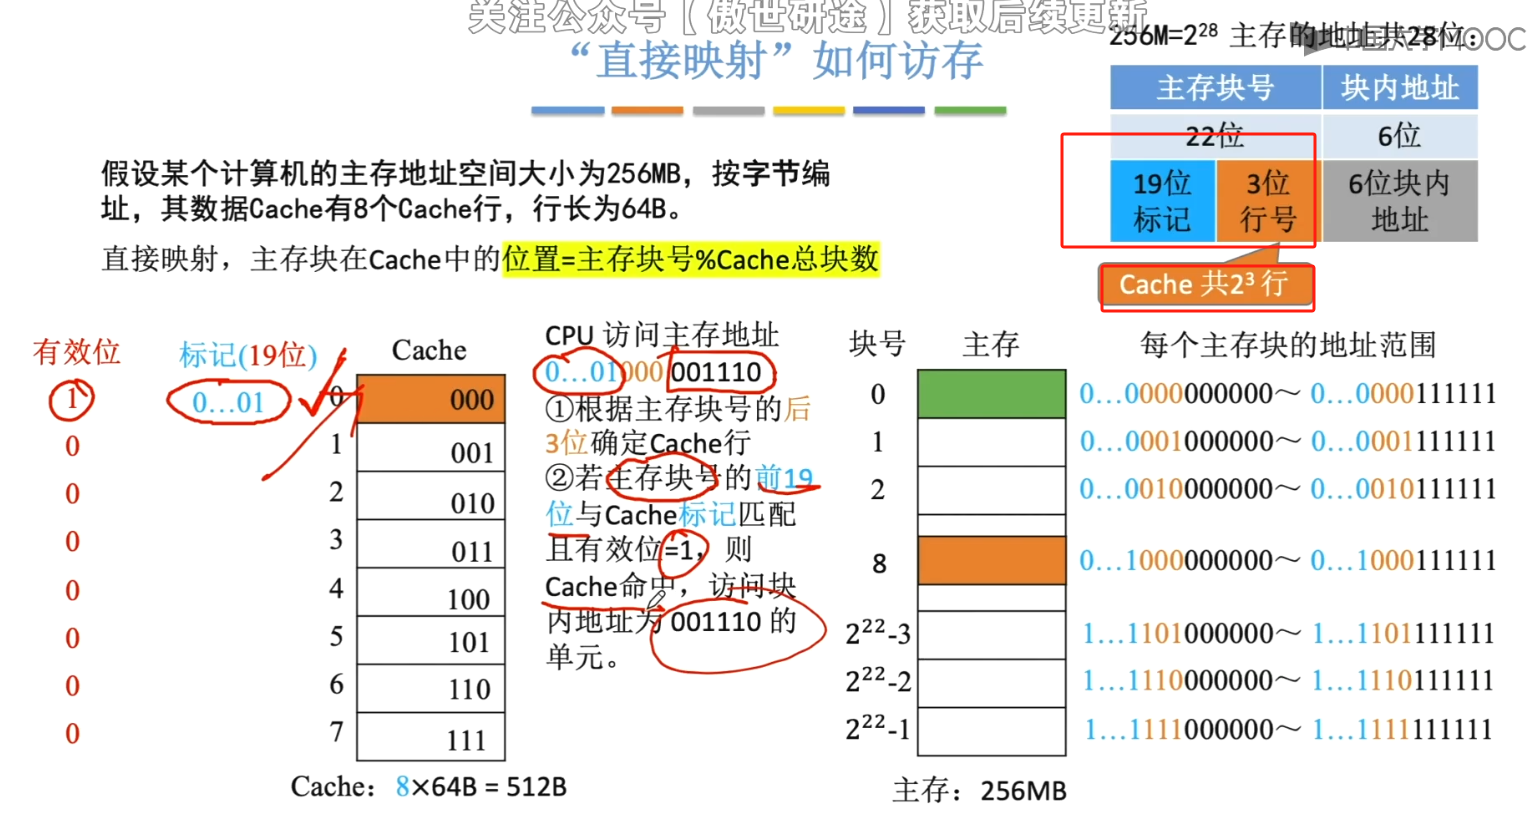 关注公众号【傲世研途】获取后续更新
“直接映射”如何访存
256M=2²⁸ 主存的地址共28位：
主存块号 块内地址
22位 6位
19位标记 3位行号 6位块内地址
Cache 共2³行
假设某个计算机的主存地址空间大小为256MB，按字节编
址，其数据Cache有8个Cache行，行长为64B。
直接映射，主存块在Cache中的位置=主存块号%Cache总块数
有效位 标记(19位) Cache
1 0…01 0 000
0 1 001
0 2 010
0 3 011
0 4 100
0 5 101
0 6 110
0 7 111
Cache：8×64B = 512B
CPU 访问主存地址
0…01000 001110
①根据主存块号的后
3位确定Cache行
②若主存块号的前19
位与Cache标记匹配
且有效位=1，则
Cache命中，访问块
内地址为 001110 的
单元。
块号 主存 每个主存块的地址范围
0 0…0000000000～ 0…0000111111
1 0…0001000000～ 0…0001111111
2 0…0010000000～ 0…0010111111
8 0…1000000000～ 0…1000111111
2²²-3 1…1101000000～ 1…1101111111
2²²-2 1…1110000000～ 1…1110111111
2²²-1 1…1111000000～ 1…1111111111
主存：256MB